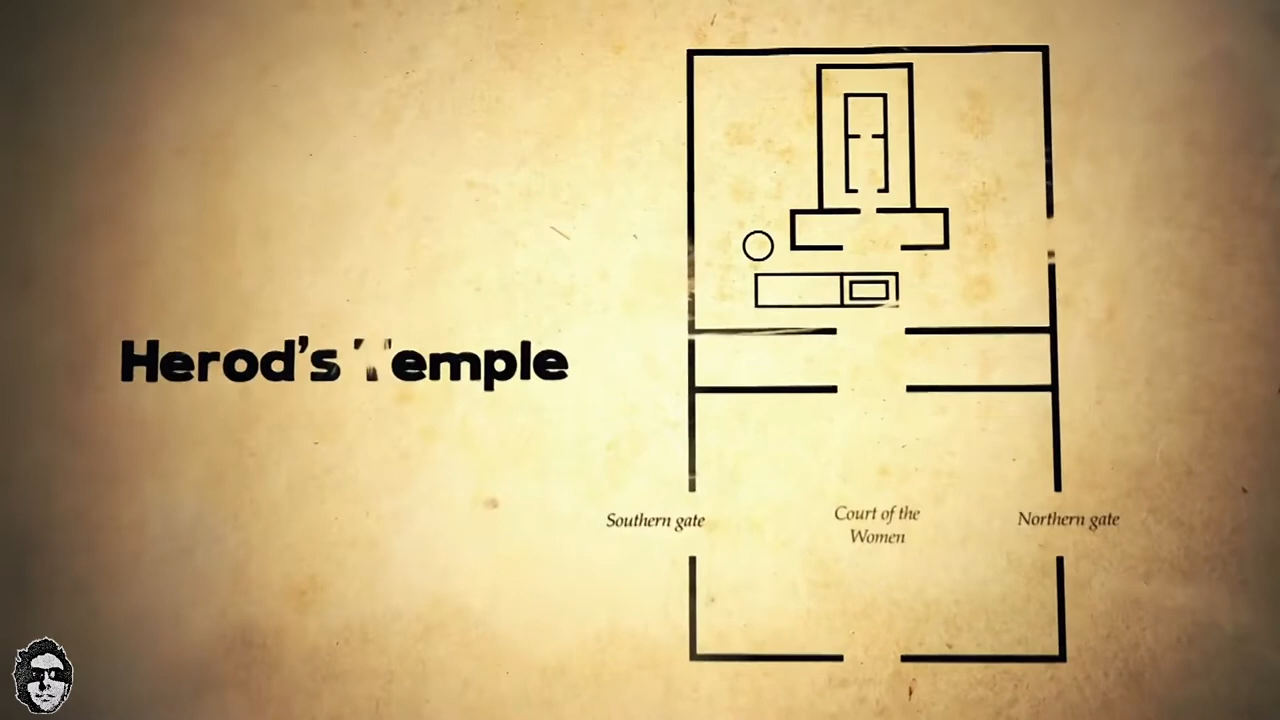 Herod's Temple
Southern gate
Court of the
Women
Northern gate